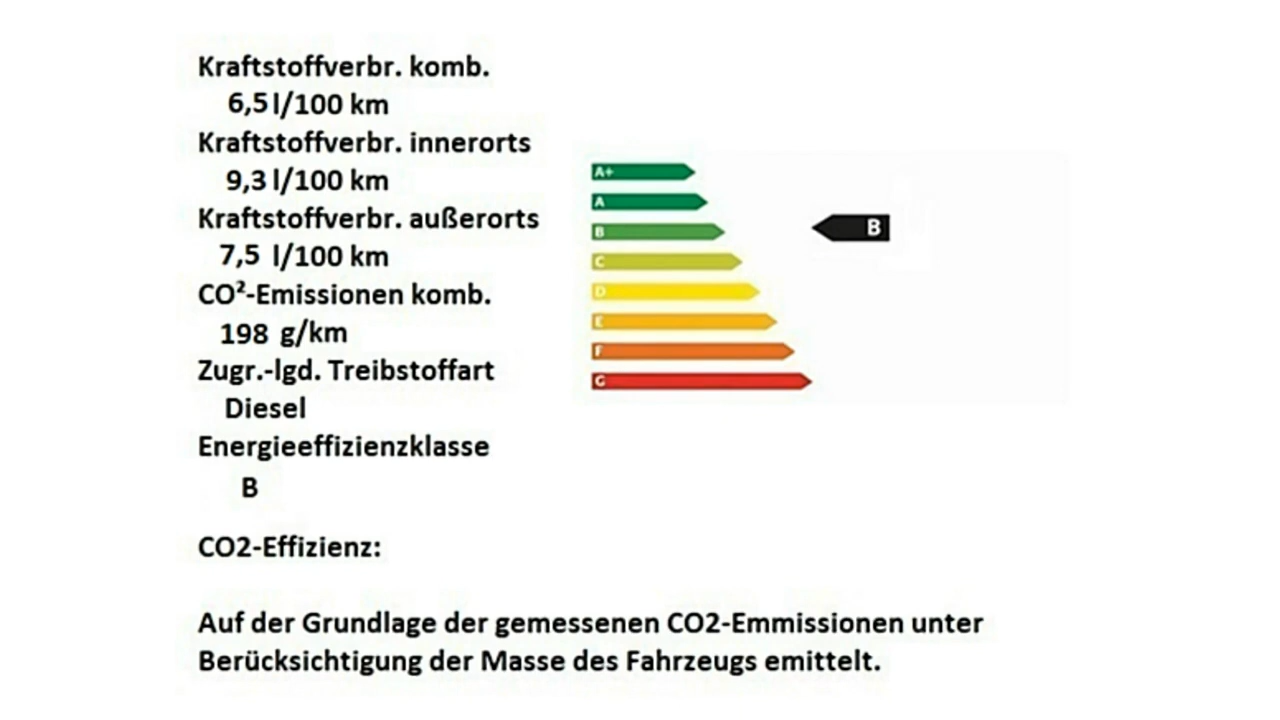 Kraftstoffverbr. komb.
6,5 l/100 km
Kraftstoffverbr. innerorts
9,3 l/100 km
Kraftstoffverbr. außerorts
7,5 l/100 km
CO²-Emissionen komb.
198 g/km
Zugr.-lgd. Treibstoffart
Diesel
Energieeffizienzklasse
B
A+
A
B
C
D
E
F
G
B
CO2-Effizienz:
Auf der Grundlage der gemessenen CO2-Emmissionen unter
Berücksichtigung der Masse des Fahrzeugs emittelt.